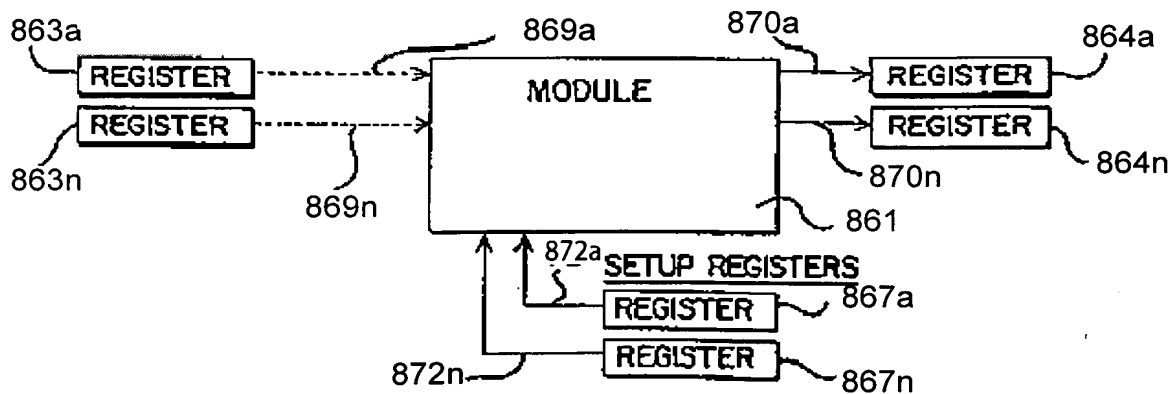 863a
869a
870a
864a
REGISTER
MODULE
REGISTER
REGISTER
REGISTER
863n
869n
870n
864n
861
872a
SETUP REGISTERS
REGISTER
867a
REGISTER
872n
867n